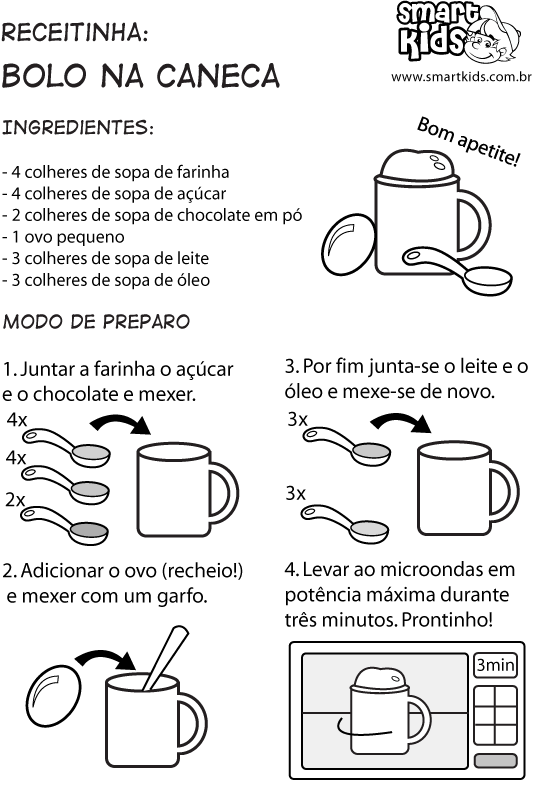 RECEITINHA:
BOLO NA CANECA
Smart
Kids
www.smartkids.com.br
INGREDIENTES:
- 4 colheres de sopa de farinha
- 4 colheres de sopa de açúcar
- 2 colheres de sopa de chocolate em pó
- 1 ovo pequeno
- 3 colheres de sopa de leite
- 3 colheres de sopa de óleo
Bom apetite!
MODO DE PREPARO
1. Juntar a farinha o açúcar
e o chocolate e mexer.
4x
4x
2x
2. Adicionar o ovo (recheio!)
e mexer com um garfo.
3. Por fim junta-se o leite e o
óleo e mexe-se de novo.
3x
3x
4. Levar ao microondas em
potência máxima durante
três minutos. Prontinho!
3min